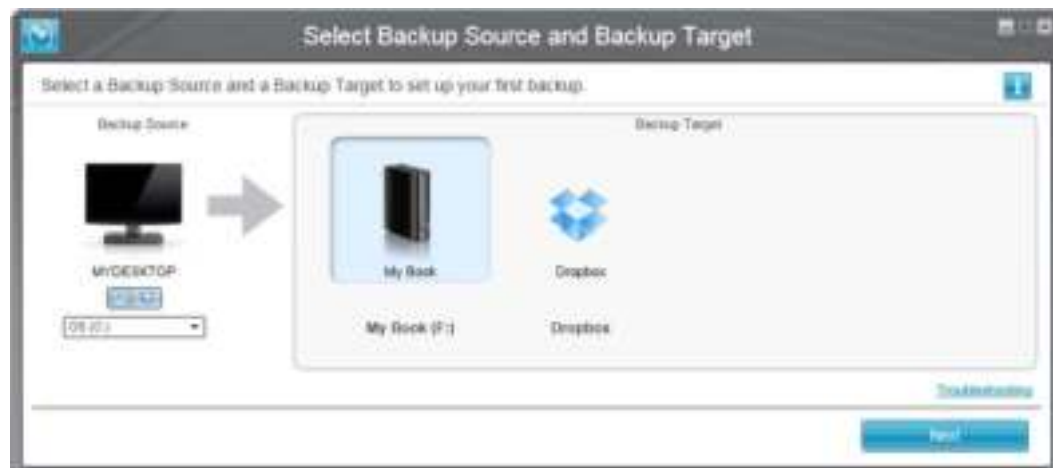 Select Backup Source and Backup Target
Select a Backup Source and a Backup Target to set up your first backup.
Backup Source
Backup Target
MYDESKTOP
OS (C:)
My Book
Dropbox
My Book (F:)
Dropbox
Troubleshooting
Next